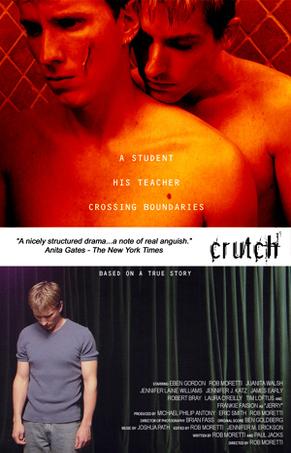 A STUDENT
HIS TEACHER
CROSSING BOUNDARIES
"A nicely structured drama...a note of real anguish."
Anita Gates - The New York Times
crutch
BASED ON A TRUE STORY
STARRING EBEN GORDON ROB MORETTI JUANITA WALSH
JENNIFER LAINE WILLIAMS JENNIFER J. KATZ JAMES EARLY
ROBERT BRAY LAURA O'REILLY TIM LOFTUS AND
FRANKIE FAISON AS "JERRY"
PRODUCED BY MICHAEL PHILIP ANTHONY ERIC SMITH ROB MORETTI
DIRECTOR OF PHOTOGRAPHY BRIAN FASS ORIGINAL SCORE BEN GOLDBERG
MUSIC BY JOSHUA PATH EDITED BY ROB MORETTI JENNIFER M. ERICKSON
WRITTEN BY ROB MORETTI AND PAUL JACKS
DIRECTED BY ROB MORETTI